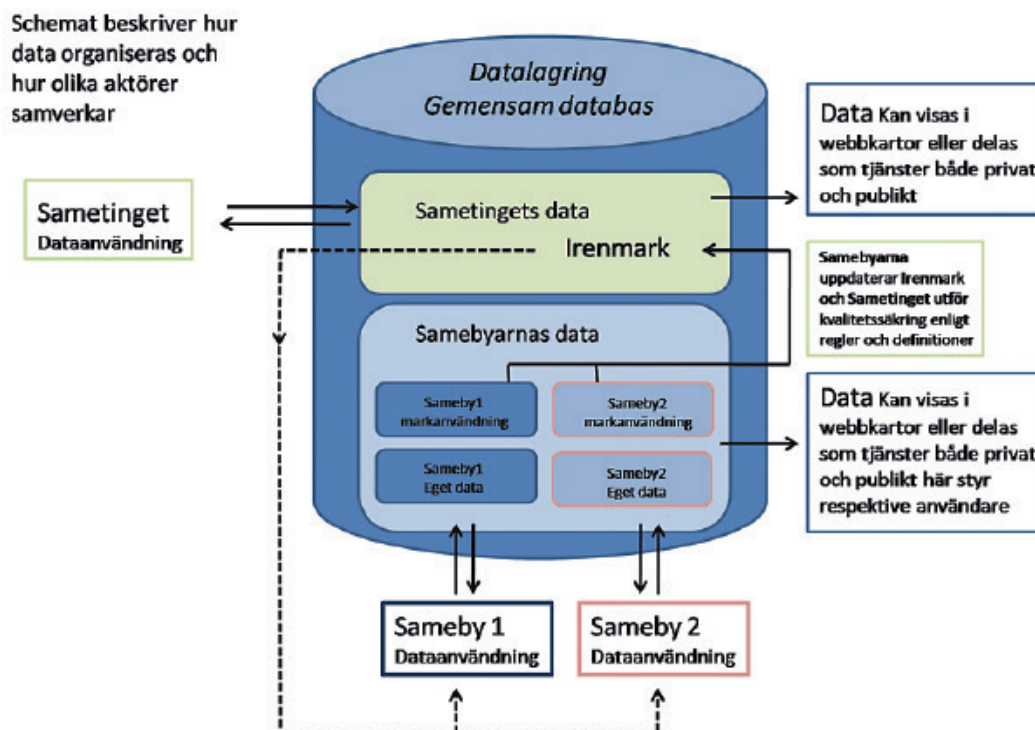 Schemat beskriver hur
data organiseras och
hur olika aktörer
samverkar
Datalagring
Gemensam databas
Data Kan visas i
webbkartor eller delas
som tjänster både privat
och publikt
Sametinget
Dataanvändning
Sametingets data
Irenmark
Samebyarna
uppdaterar Irenmark
och Sametinget utför
kvalitetssäkring enligt
regler och definitioner
Samebyarnas data
Sameby1
markanvändning
Sameby2
markanvändning
Sameby1
Eget data
Sameby2
Eget data
Data Kan visas i
webbkartor eller delas
som tjänster både privat
och publikt här styr
respektive användare
Sameby 1
Dataanvändning
Sameby 2
Dataanvändning